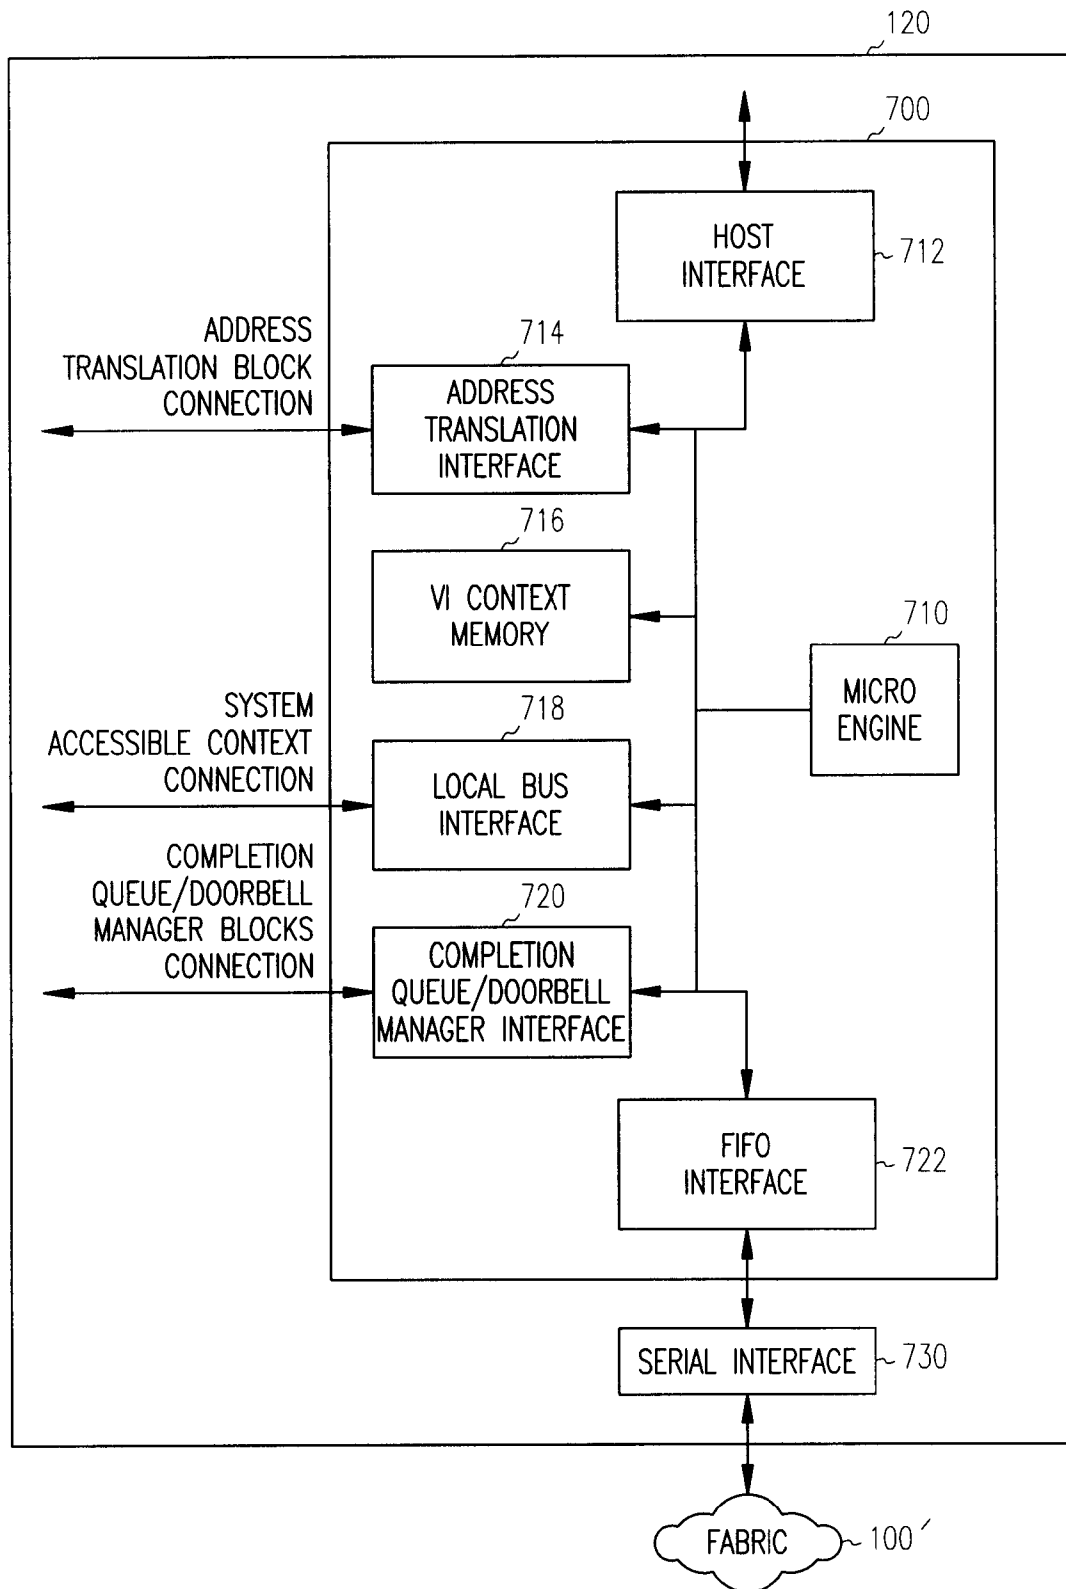 120
700
HOST
INTERFACE
712
ADDRESS
TRANSLATION BLOCK
CONNECTION
714
ADDRESS
TRANSLATION
INTERFACE
716
VI CONTEXT
MEMORY
710
MICRO
ENGINE
SYSTEM
ACCESSIBLE CONTEXT
CONNECTION
718
LOCAL BUS
INTERFACE
COMPLETION
QUEUE/DOORBELL
MANAGER BLOCKS
CONNECTION
720
COMPLETION
QUEUE/DOORBELL
MANAGER INTERFACE
FIFO
INTERFACE
722
SERIAL INTERFACE
730
FABRIC
100′